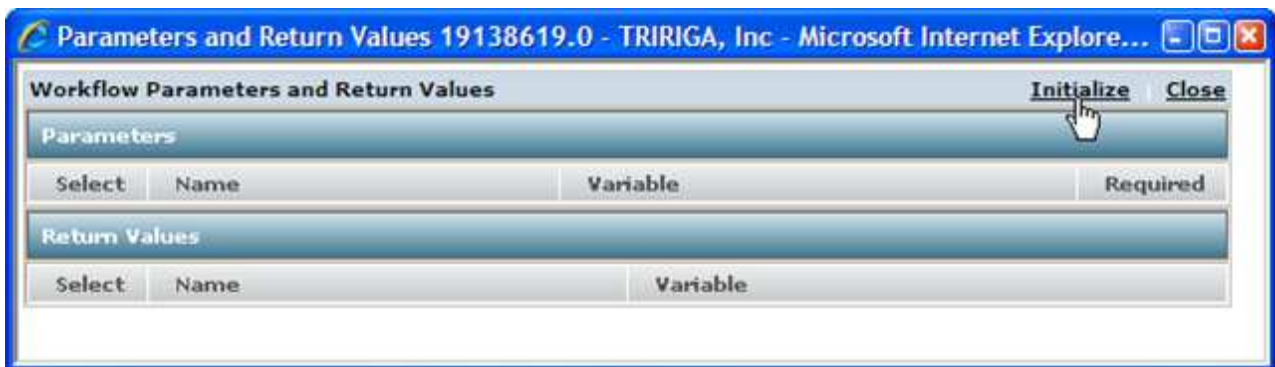 Parameters and Return Values 19138619.0 - TRIRIGA, Inc - Microsoft Internet Explore...
Workflow Parameters and Return Values Initialize Close
Parameters
Select Name Variable Required
Return Values
Select Name Variable